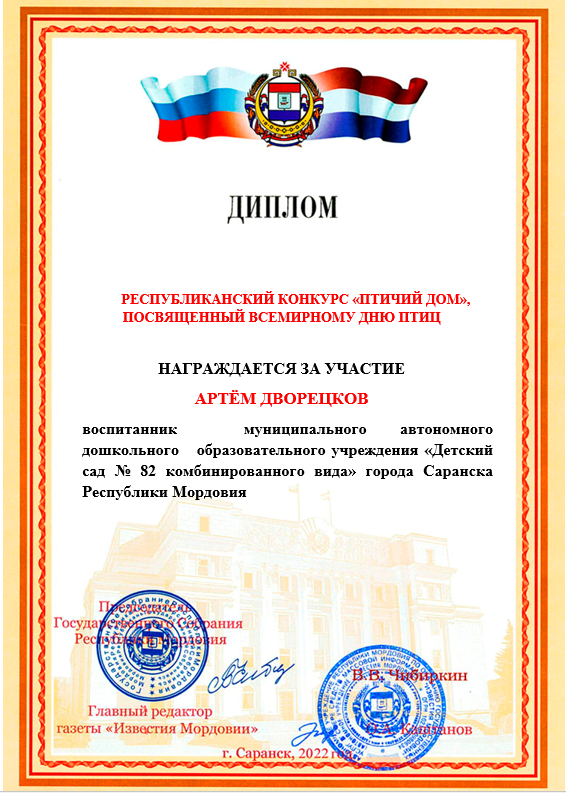 ДИПЛОМ
РЕСПУБЛИКАНСКИЙ КОНКУРС «ПТИЧИЙ ДОМ»,
ПОСВЯЩЕННЫЙ ВСЕМИРНОМУ ДНЮ ПТИЦ
НАГРАЖДАЕТСЯ ЗА УЧАСТИЕ
АРТЁМ ДВОРЕЦКОВ
воспитанник муниципального автономного
дошкольного образовательного учреждения «Детский
сад № 82 комбинированного вида» города Саранска
Республики Мордовия
Председатель
Государственного Собрания
Республики Мордовия
В.В. Чибиркин
Главный редактор
газеты «Известия Мордовии»
г. Саранск, 2022 год